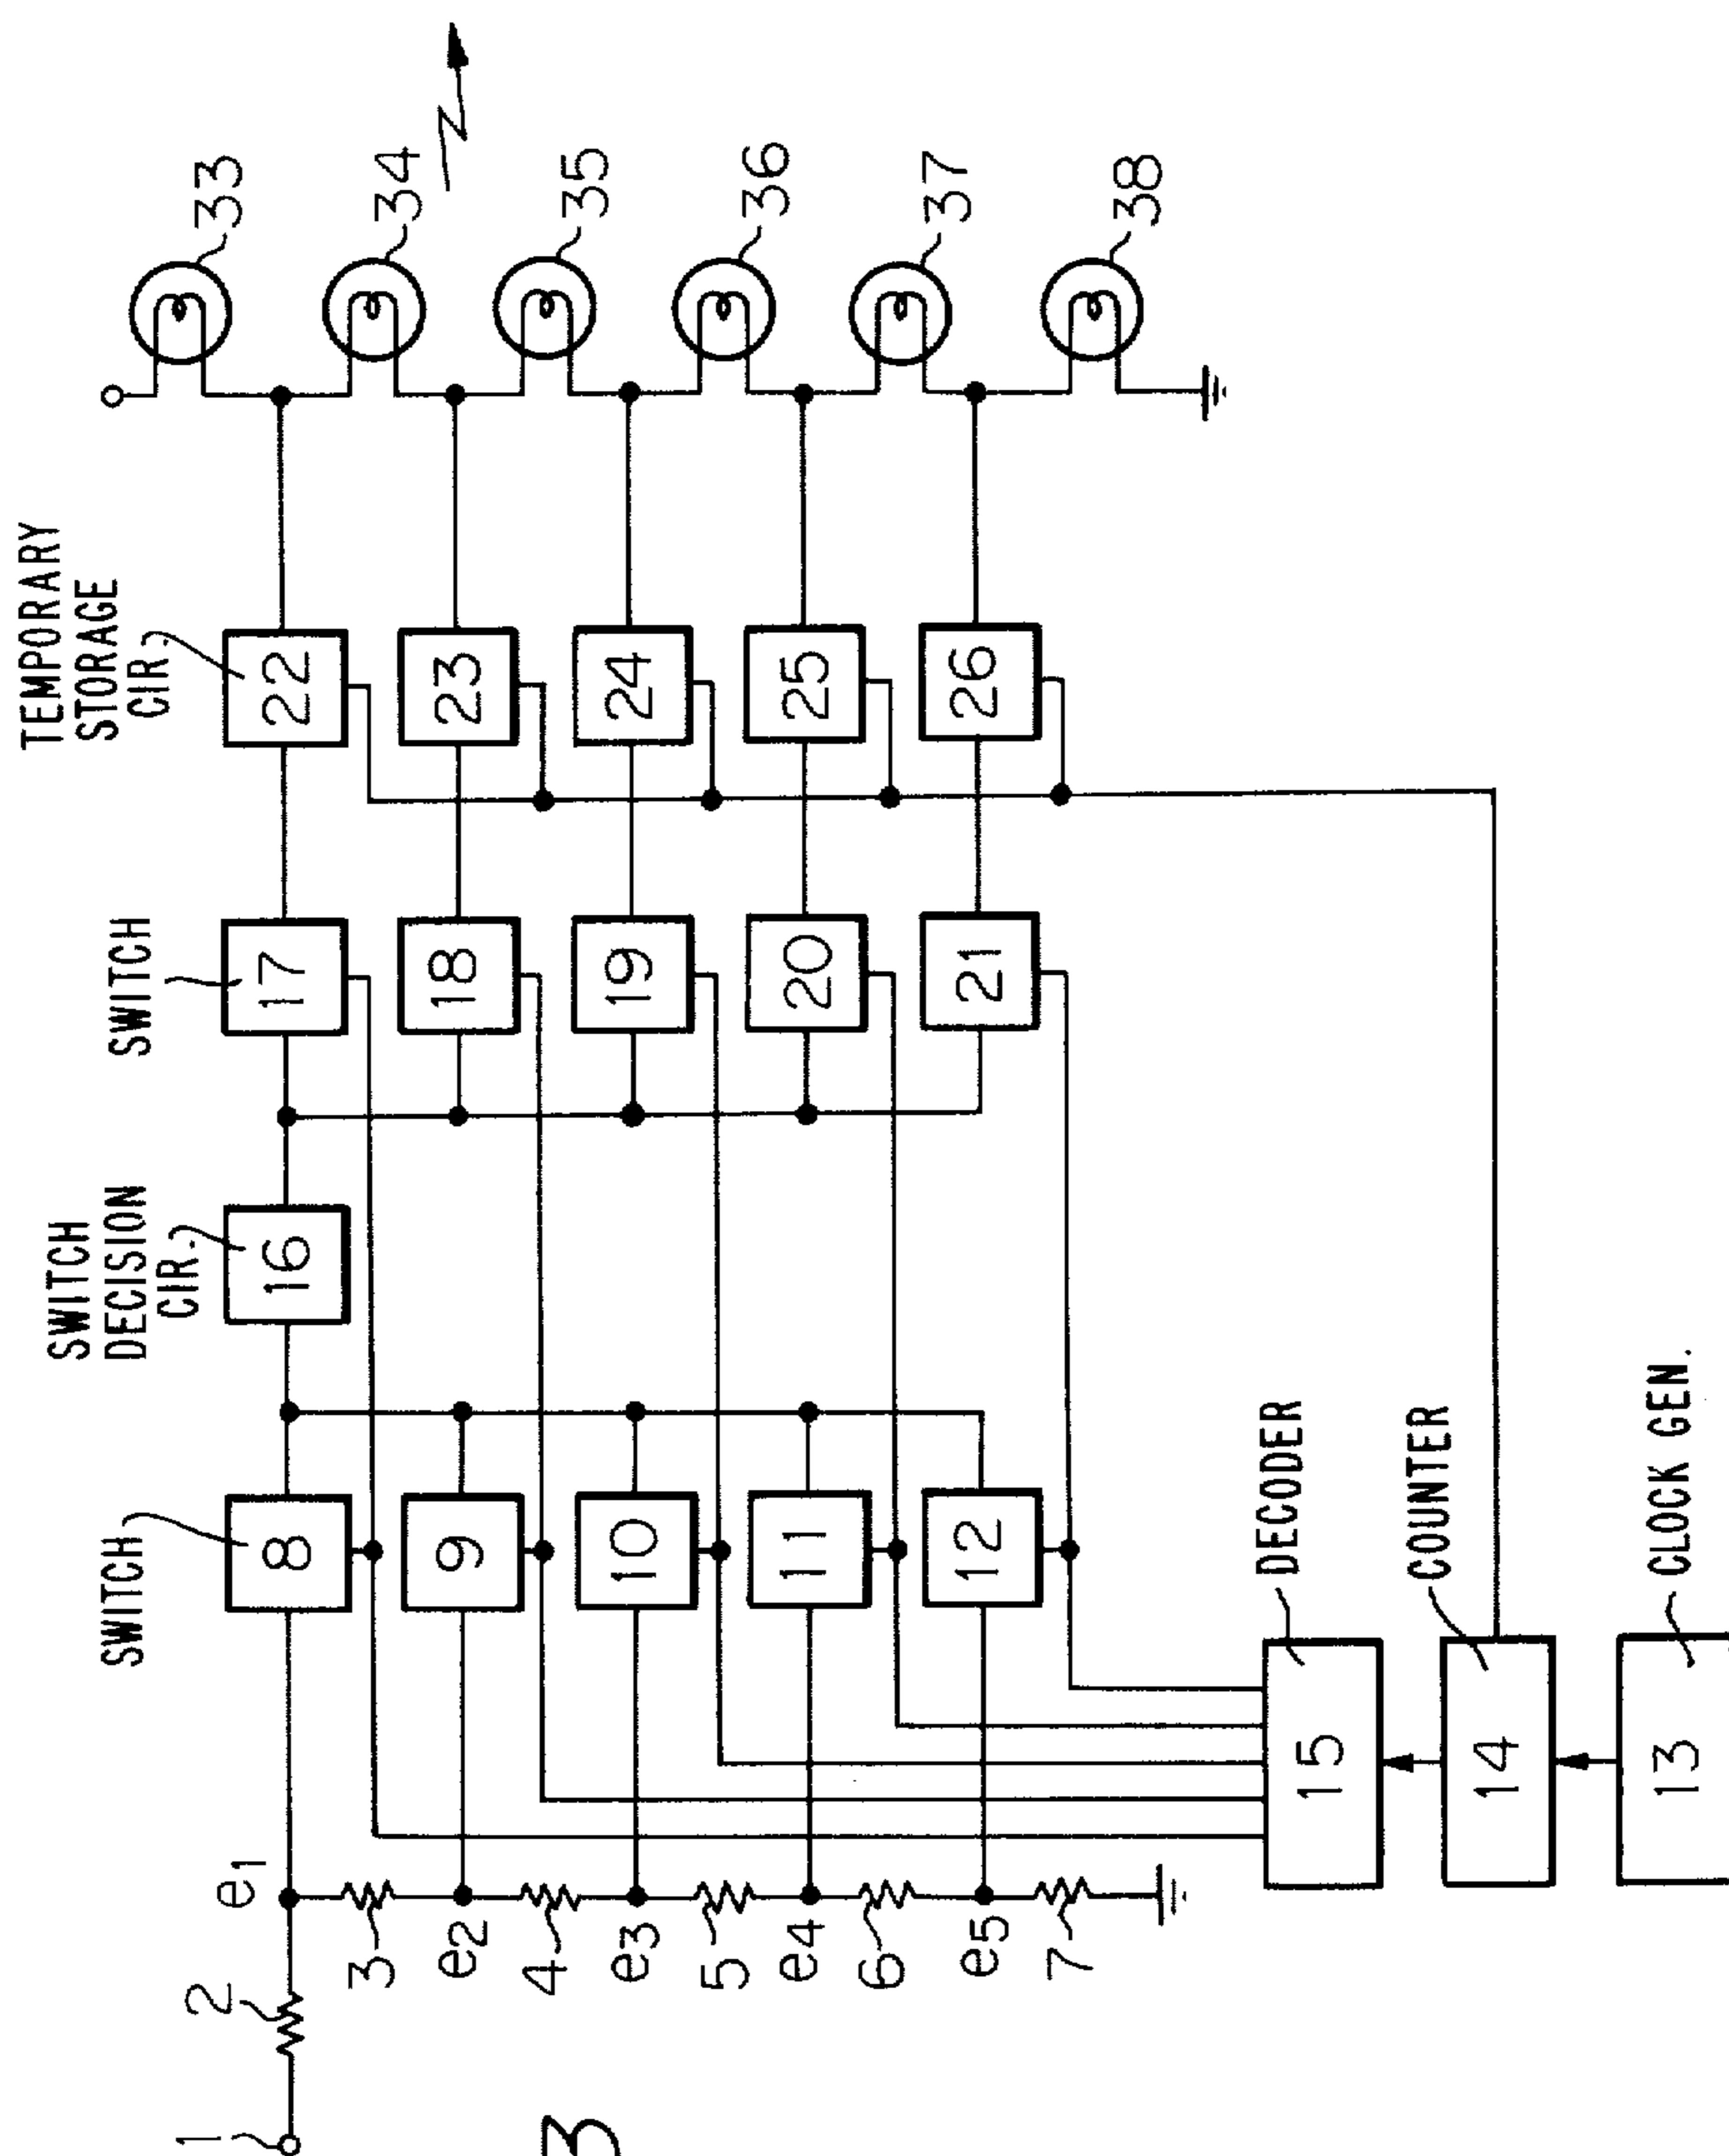 TEMPORARY
STORAGE
CIR.
SWITCH
SWITCH
DECISION
CIR.
SWITCH
1
2
e1
8
16
17
22
33
3
e2
9
18
23
34
4
e3
10
19
24
35
5
e4
11
20
25
36
6
e5
12
21
26
37
7
38
15
DECODER
14
COUNTER
13
CLOCK GEN.
3